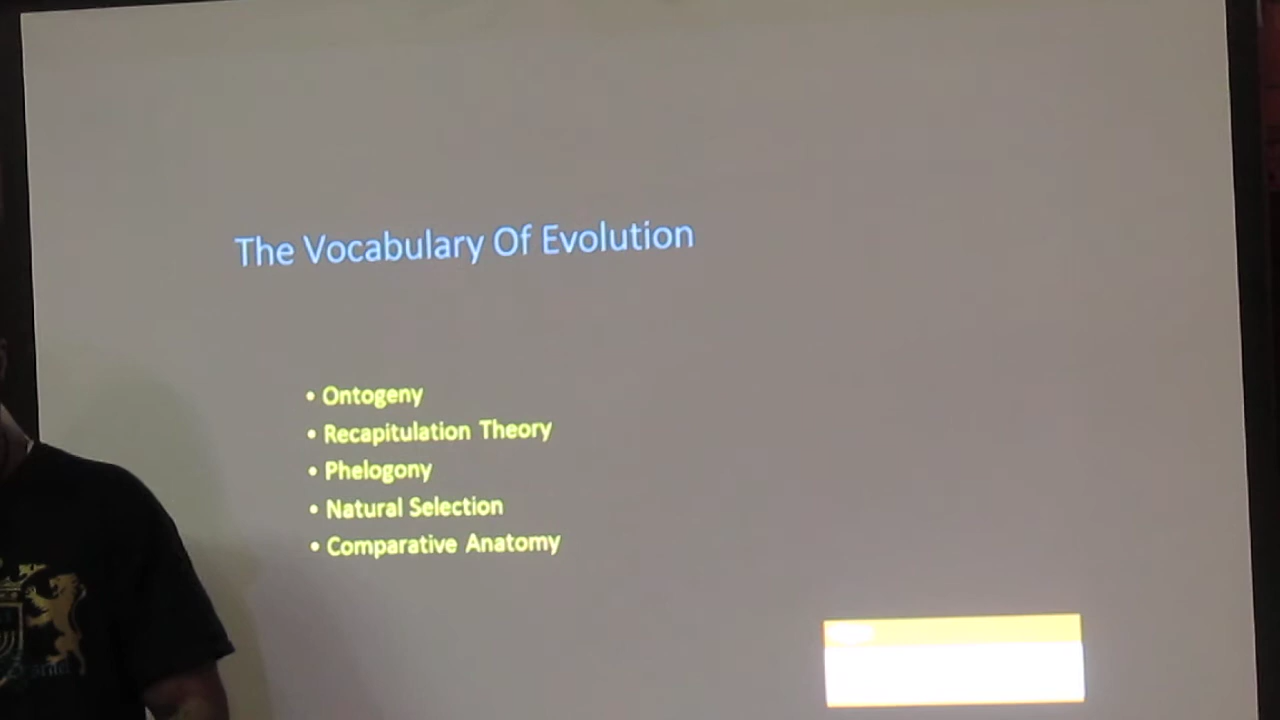 The Vocabulary Of Evolution
• Ontogeny
• Recapitulation Theory
• Phelogony
• Natural Selection
• Comparative Anatomy